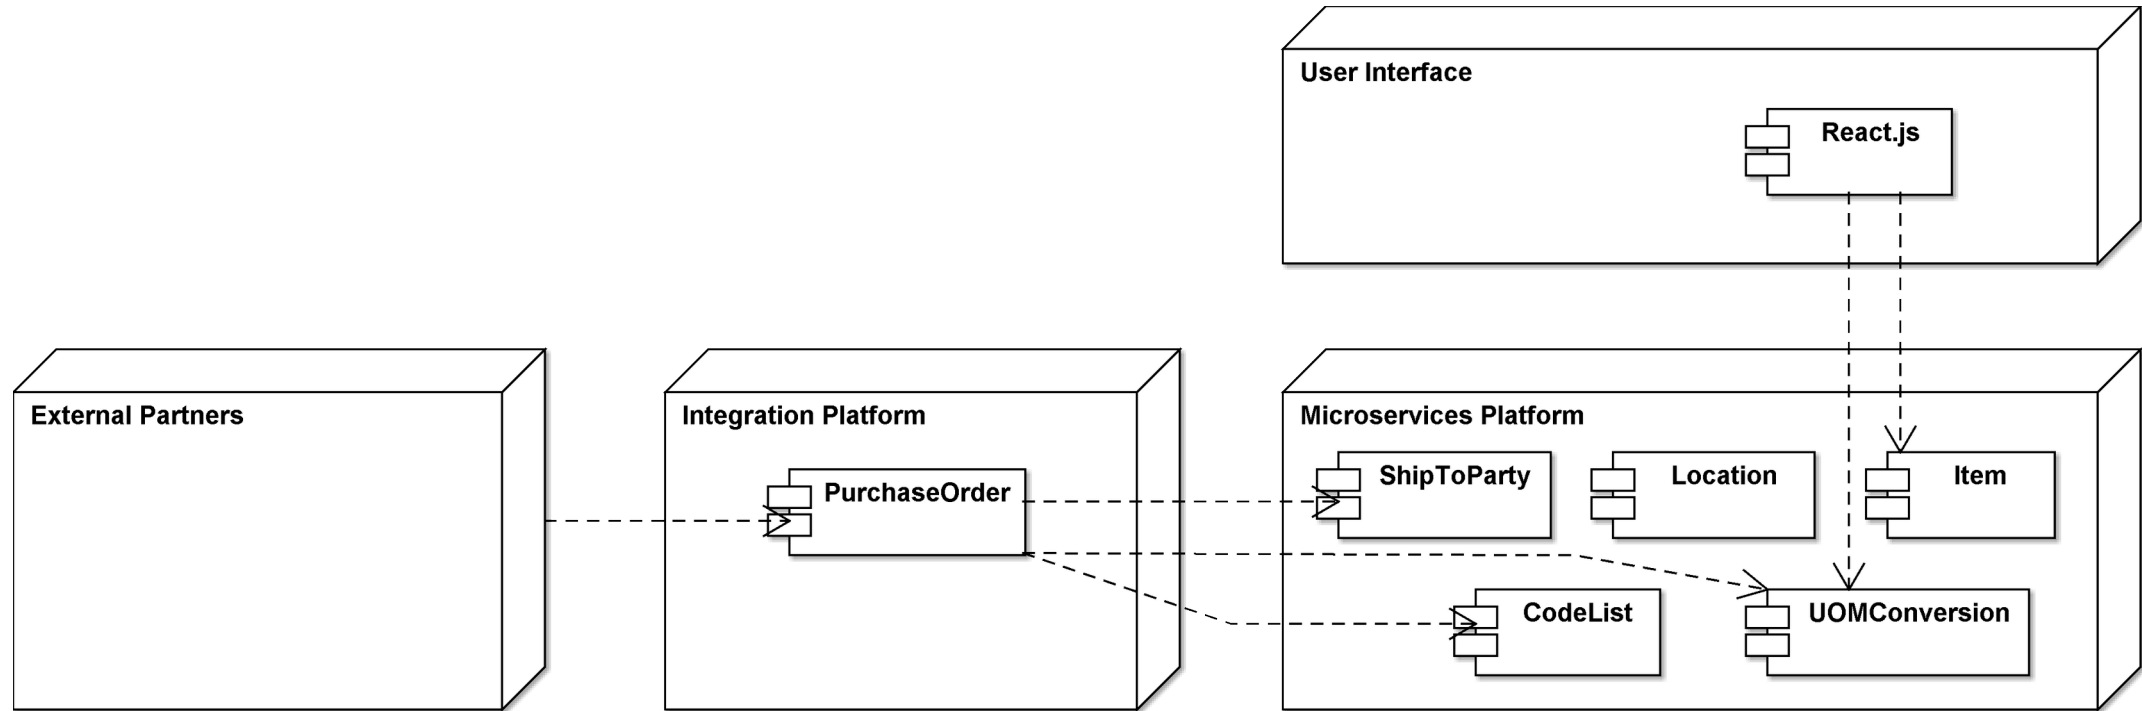 User Interface
React.js
External Partners
Integration Platform
PurchaseOrder
Microservices Platform
ShipToParty
Location
Item
CodeList
UOMConversion